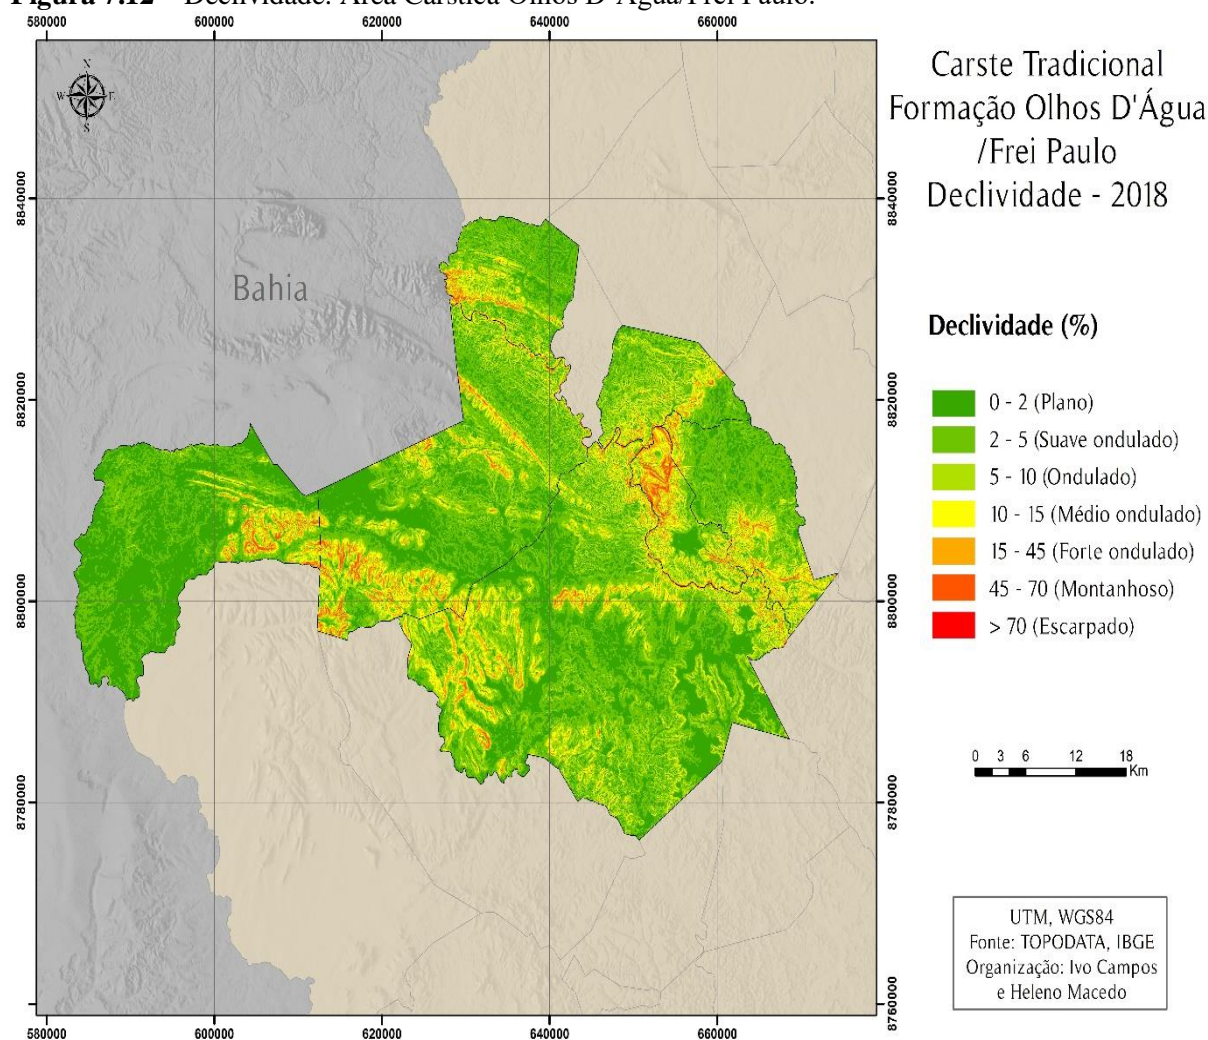 Figura 7.12 – Declividade: Área Cárstica Olhos D'Água/Frei Paulo.
580000 600000 620000 640000 660000
N
W E
S
Carste Tradicional
Formação Olhos D'Água
/Frei Paulo
Declividade - 2018
8840000 8840000
Bahia
Declividade (%)
8820000 8820000
0 - 2 (Plano)
2 - 5 (Suave ondulado)
5 - 10 (Ondulado)
10 - 15 (Médio ondulado)
15 - 45 (Forte ondulado)
45 - 70 (Montanhoso)
> 70 (Escarpado)
8800000 8800000
0 3 6 12 18
Km
8780000 8780000
UTM, WGS84
Fonte: TOPODATA, IBGE
Organização: Ivo Campos
e Heleno Macedo
8760000
580000 600000 620000 640000 660000